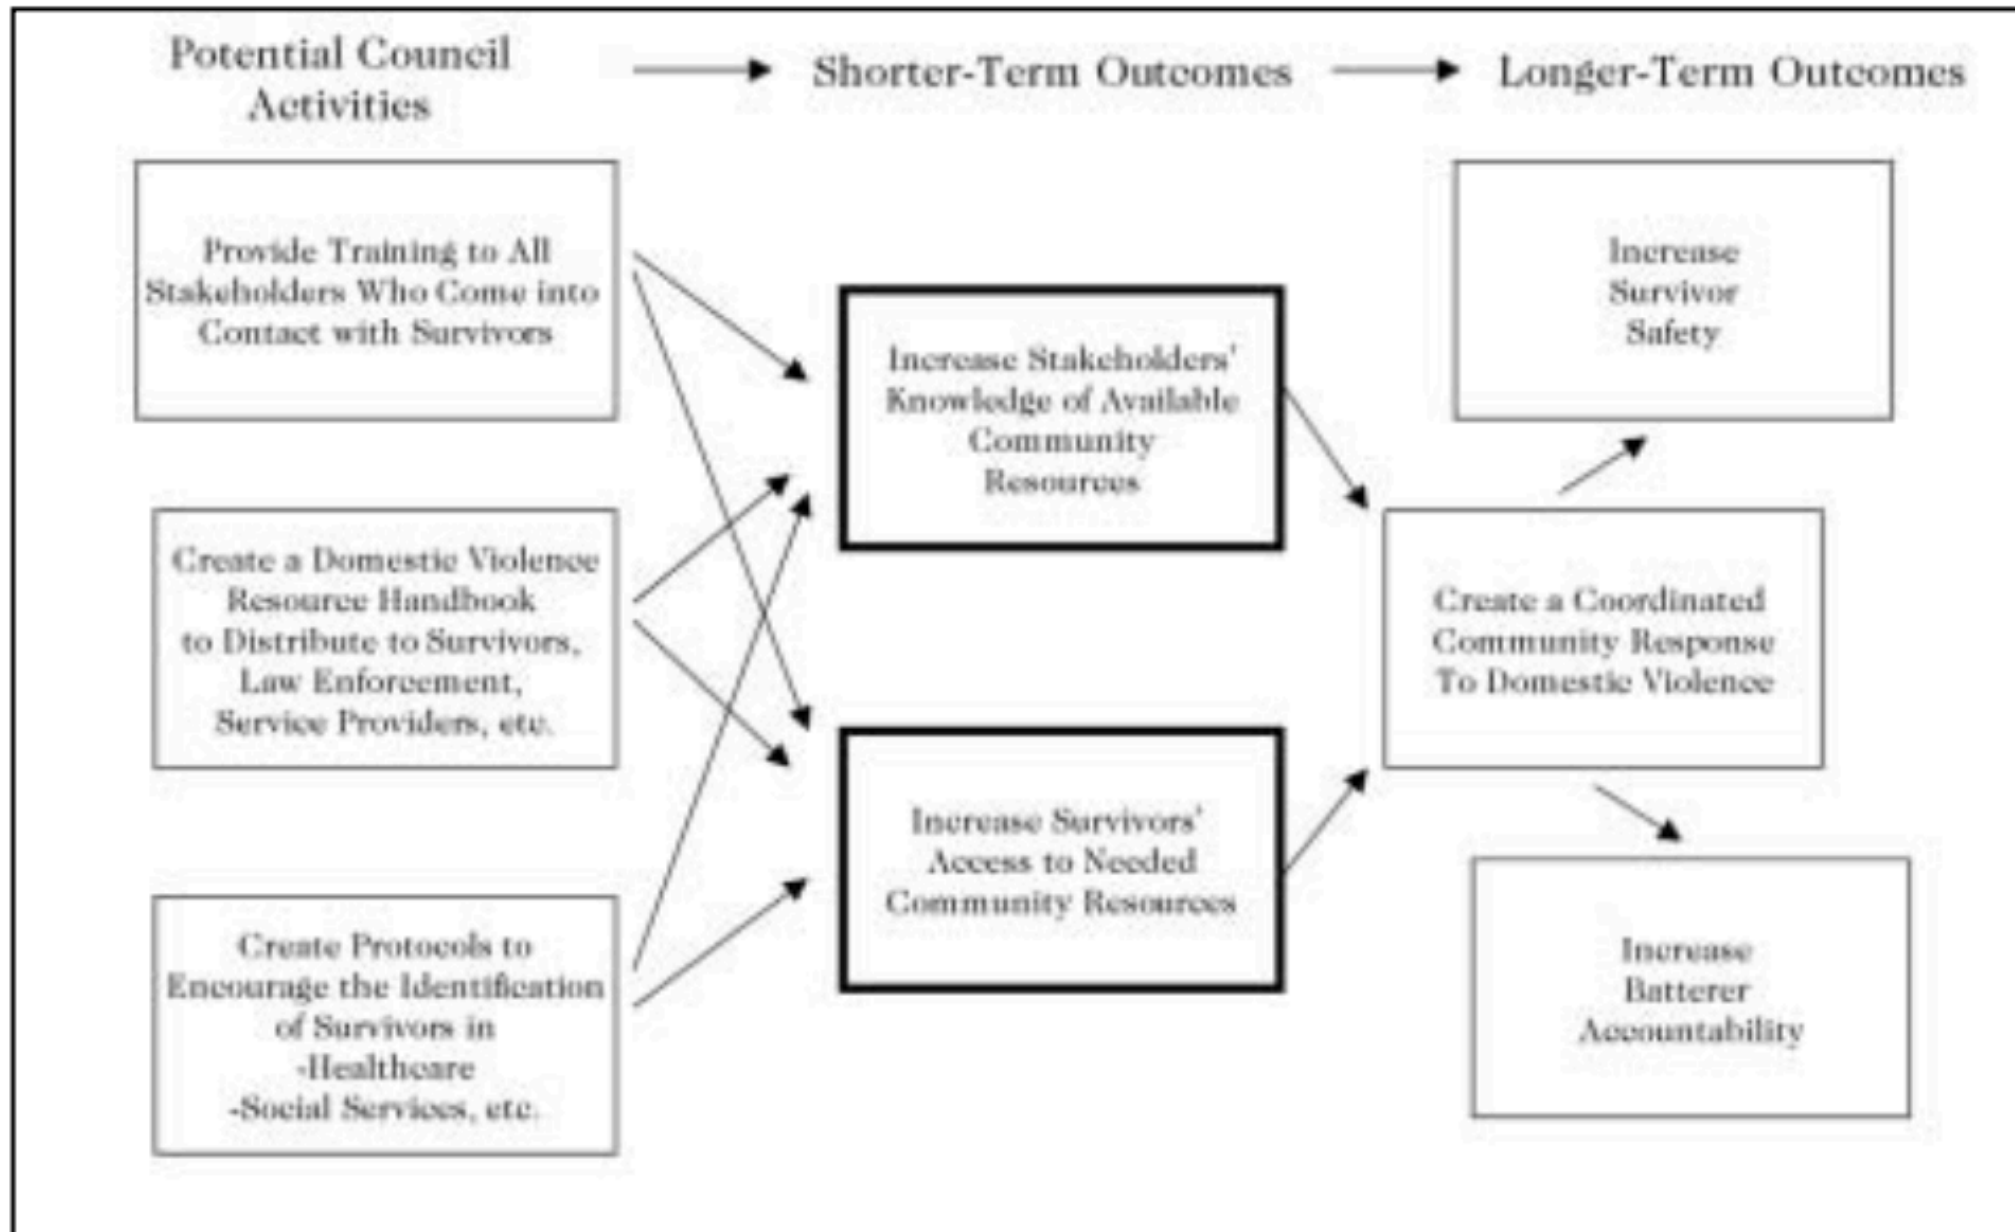 Potential Council
Activities
Shorter-Term Outcomes
Longer-Term Outcomes
Provide Training to All
Stakeholders Who Come into
Contact with Survivors
Create a Domestic Violence
Resource Handbook
to Distribute to Survivors,
Law Enforcement,
Service Providers, etc.
Create Protocols to
Encourage the Identification
of Survivors in
-Healthcare
-Social Services, etc.
Increase Stakeholders'
Knowledge of Available
Community
Resources
Increase Survivors'
Access to Needed
Community Resources
Increase
Survivor
Safety
Create a Coordinated
Community Response
To Domestic Violence
Increase
Batterer
Accountability